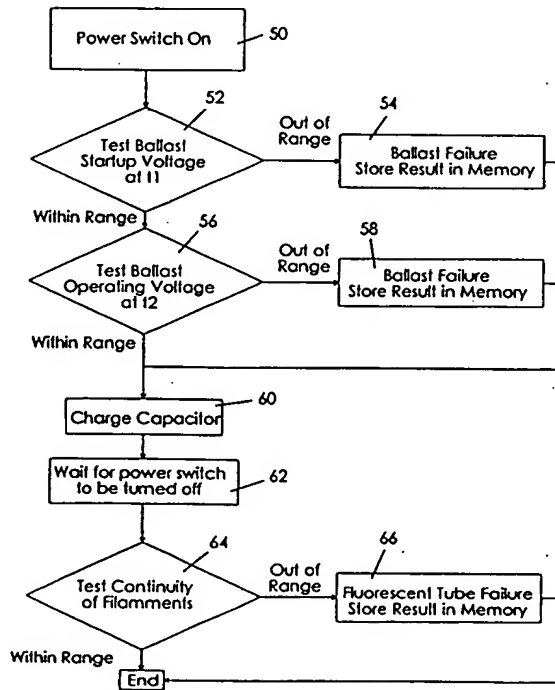 Power Switch On
50
52
Test Ballast
Startup Voltage
at t1
Out of
Range
54
Ballast Failure
Store Result in Memory
Within Range
56
Test Ballast
Operating Voltage
at t2
Out of
Range
58
Ballast Failure
Store Result in Memory
Within Range
60
Charge Capacitor
Wait for power switch
to be turned off
62
64
Test Continuity
of Filamments
Out of
Range
66
Fluorescent Tube Failure
Store Result in Memory
Within Range
End